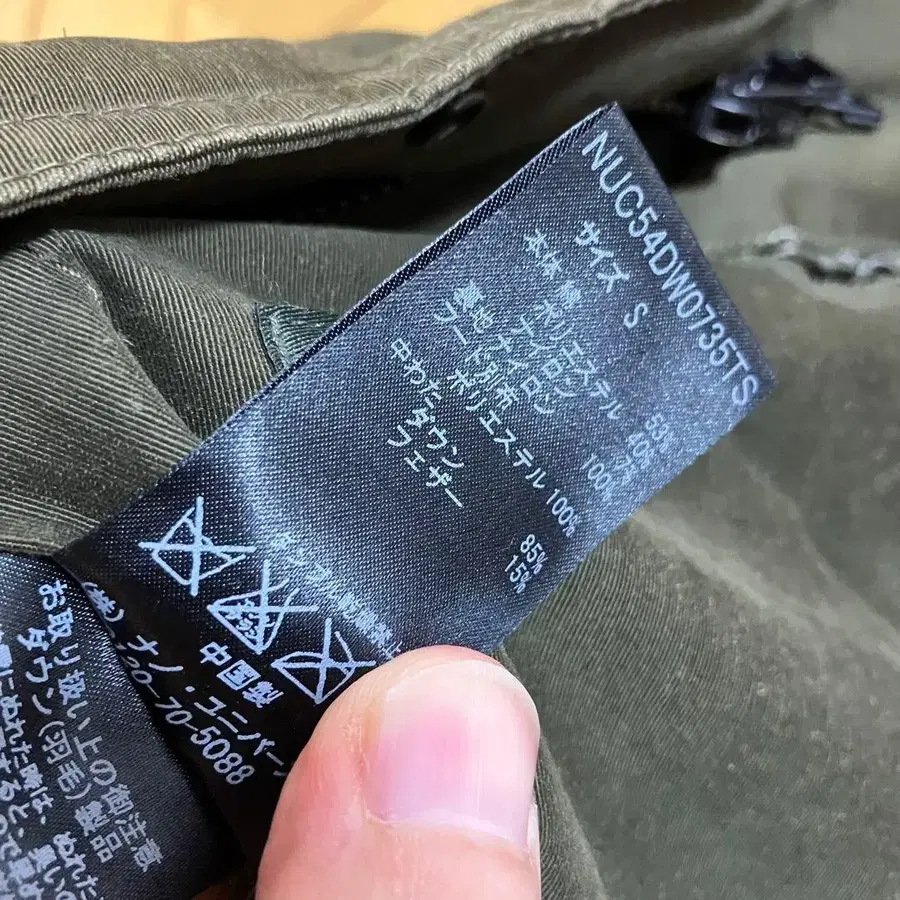 NUC54DW0735TS
サイズ S
本体 綿 53%
ナイロン 40%
ポリエステル 7%
裏地 ナイロン 100%
フード別布
ポリエステル 100%
中わた ダウン 85%
フェザー 15%
中国製
(株) ナノ・ユニバー
0120-70-5088
お取り扱い上の御注意
ダウン(羽毛)製品